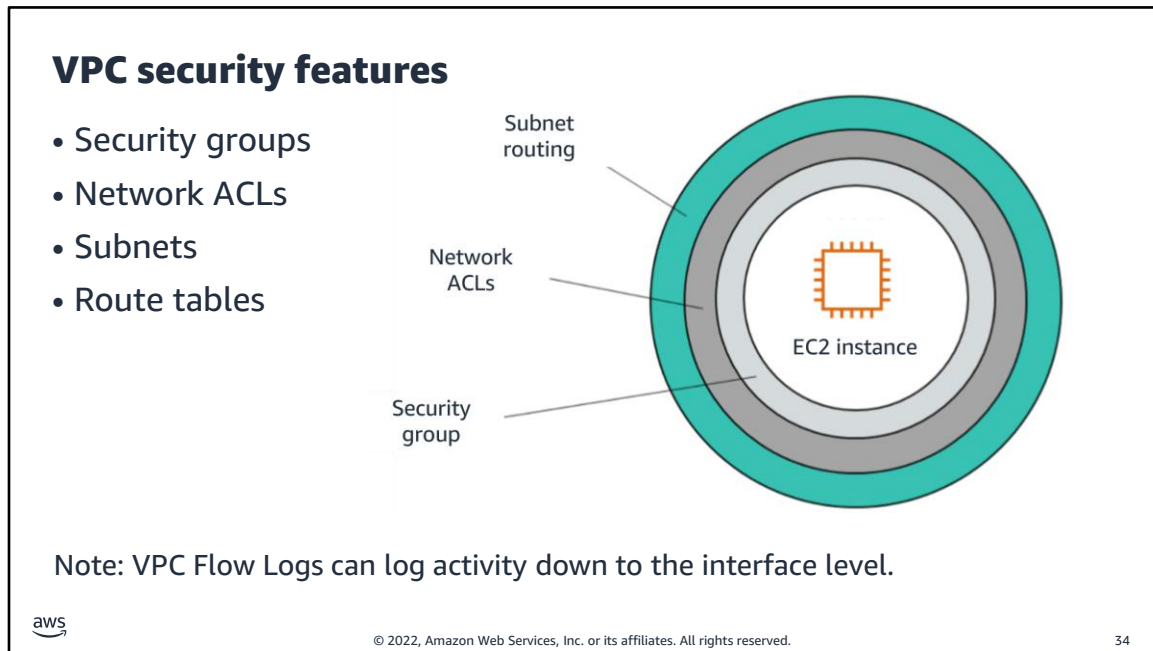 VPC security features
• Security groups
• Network ACLs
• Subnets
• Route tables
Subnet
routing
Network
ACLs
Security
group
EC2 instance
Note: VPC Flow Logs can log activity down to the interface level.
aws
© 2022, Amazon Web Services, Inc. or its affiliates. All rights reserved.
34